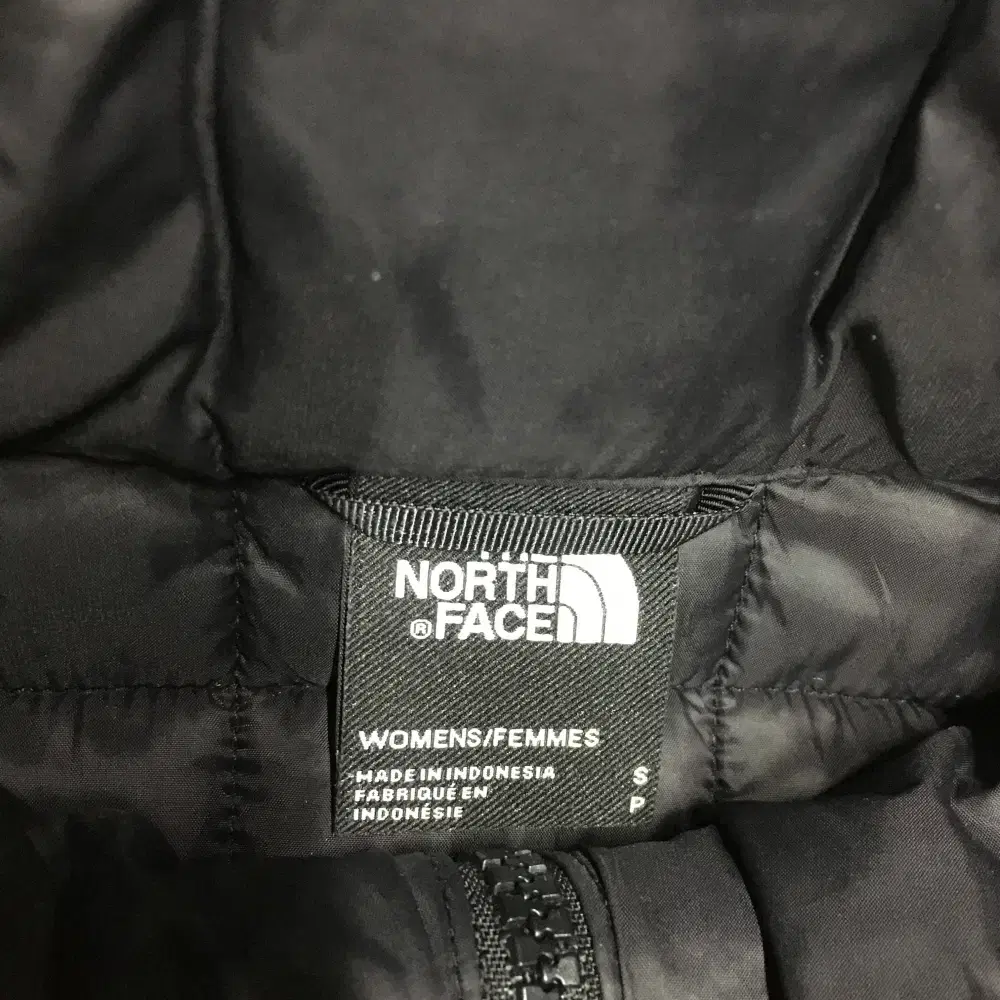 NORTH
® FACE
WOMENS/FEMMES
MADE IN INDONESIA
FABRIQUÉ EN
INDONÉSIE
S
P